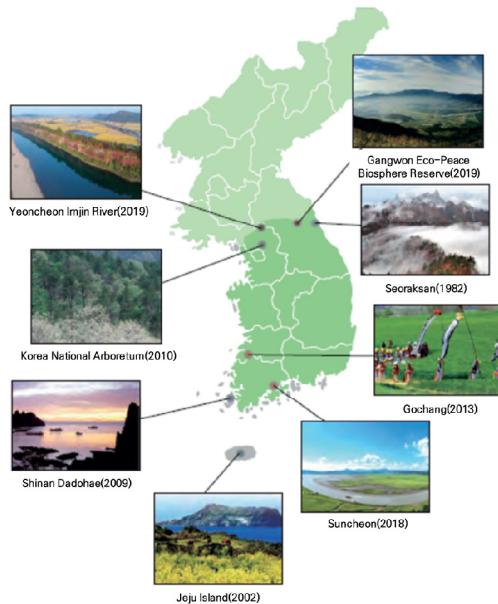 Yeoncheon Imjin River(2019)
Gangwon Eco-Peace
Biosphere Reserve(2019)
Seoraksan(1982)
Korea National Arboretum(2010)
Gochang(2013)
Shinan Dadohae(2009)
Suncheon(2018)
Jeju Island(2002)